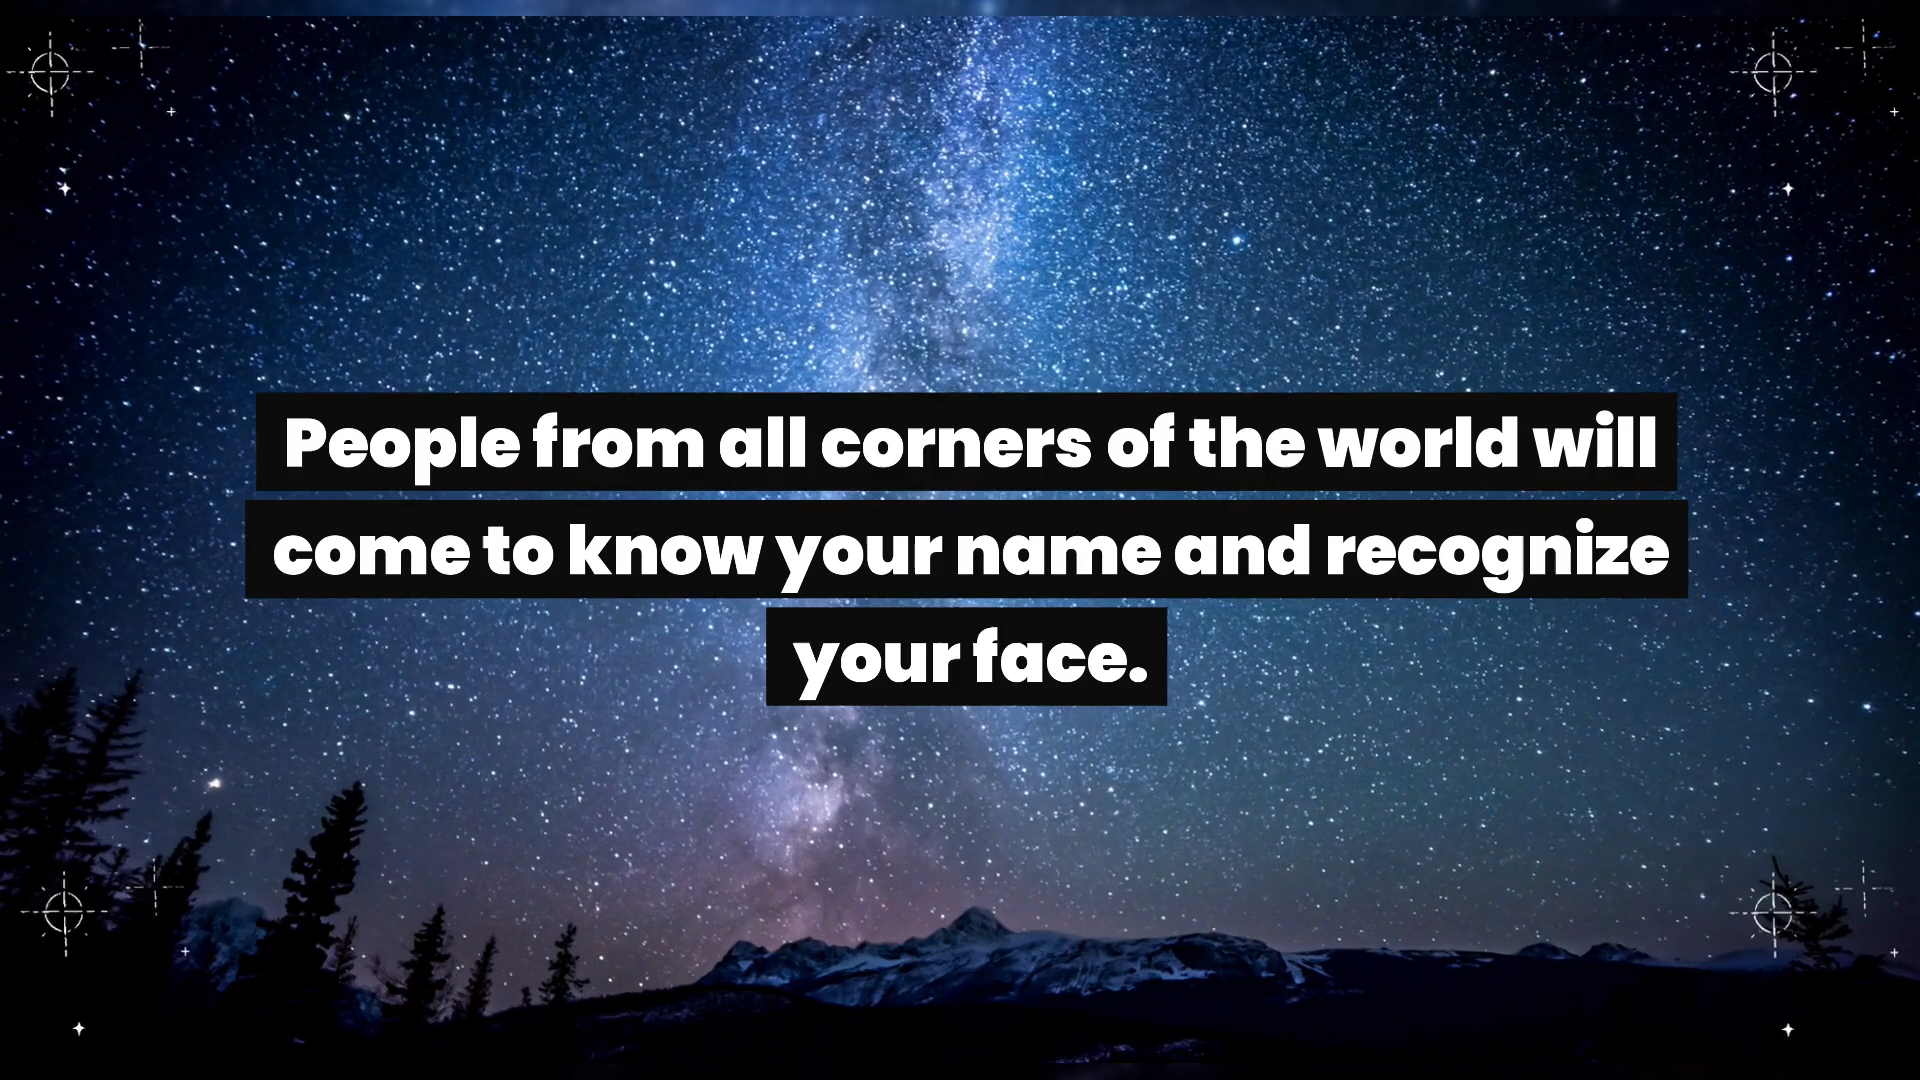 People from all corners of the world will
come to know your name and recognize
your face.